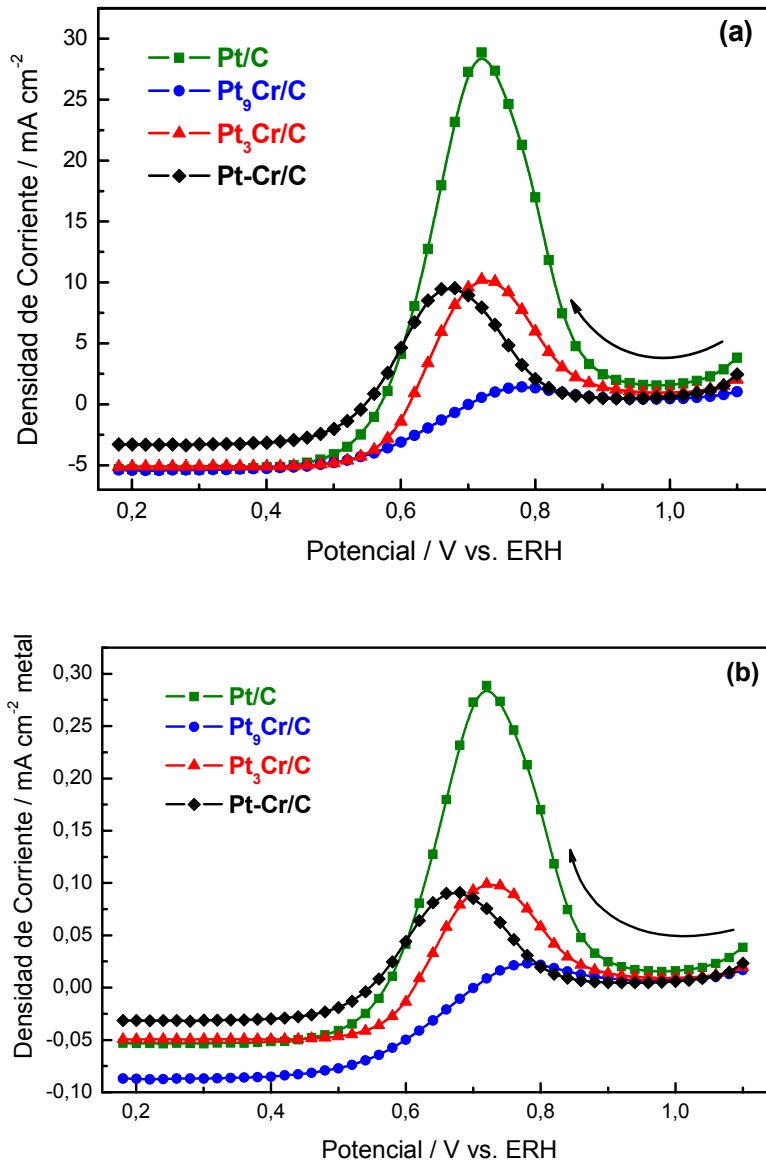 (a)
Pt/C
Pt₉Cr/C
Pt₃Cr/C
Pt-Cr/C
Densidad de Corriente / mA cm⁻²
30
25
20
15
10
5
0
-5
0,2 0,4 0,6 0,8 1,0
Potencial / V vs. ERH
(b)
Pt/C
Pt₉Cr/C
Pt₃Cr/C
Pt-Cr/C
Densidad de Corriente / mA cm⁻² metal
0,30
0,25
0,20
0,15
0,10
0,05
0,00
-0,05
-0,10
0,2 0,4 0,6 0,8 1,0
Potencial / V vs. ERH